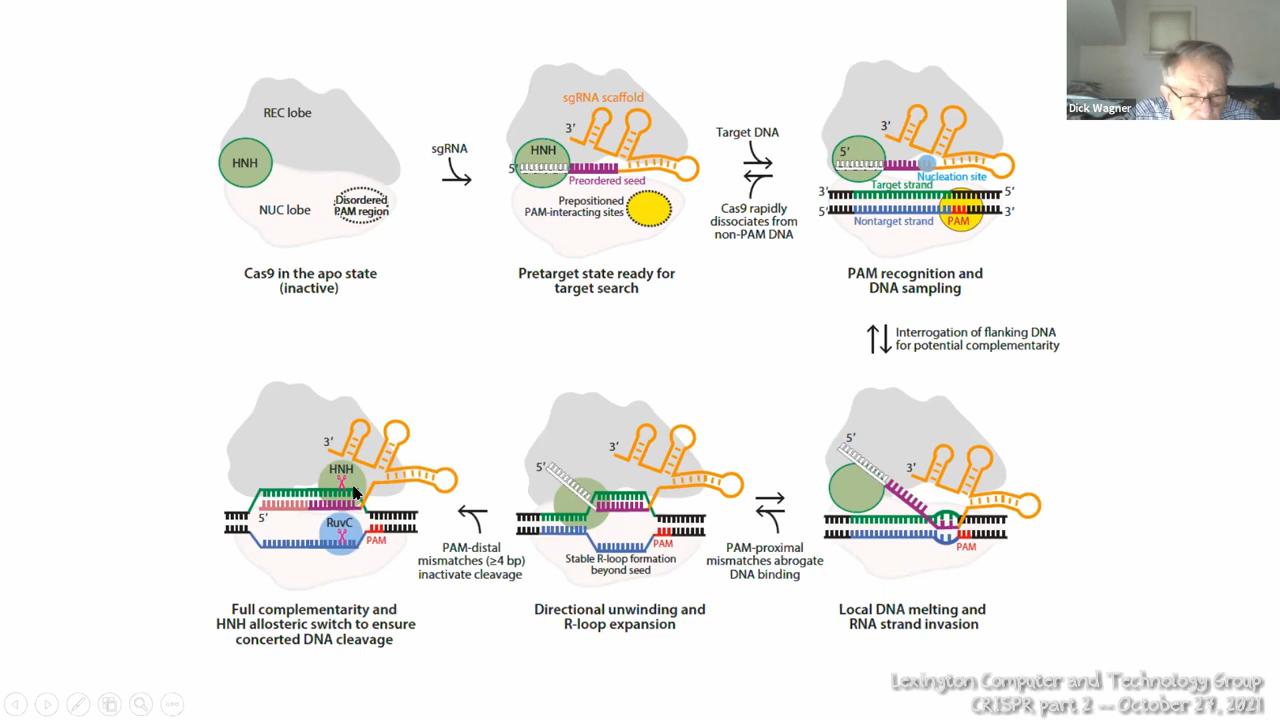 Dick Wagner
REC lobe
HNH
NUC lobe
Disordered
PAM region
Cas9 in the apo state
(inactive)
sgRNA
sgRNA scaffold
3′
HNH
5′
Preordered seed
Prepositioned
PAM-interacting sites
Pretarget state ready for
target search
Target DNA
Cas9 rapidly
dissociates from
non-PAM DNA
3′
5′
Nucleation site
Target strand
3′
5′
5′
3′
Nontarget strand
PAM
PAM recognition and
DNA sampling
Interrogation of flanking DNA
for potential complementarity
3′
HNH
5′
RuvC
PAM
Full complementarity and
HNH allosteric switch to ensure
concerted DNA cleavage
PAM-distal
mismatches (≥4 bp)
inactivate cleavage
3′
5′
PAM
Stable R-loop formation
beyond seed
Directional unwinding and
R-loop expansion
PAM-proximal
mismatches abrogate
DNA binding
5′
3′
PAM
Local DNA melting and
RNA strand invasion
Lexington Computer and Technology Group
CRISPR part 2 -- October 27, 2021